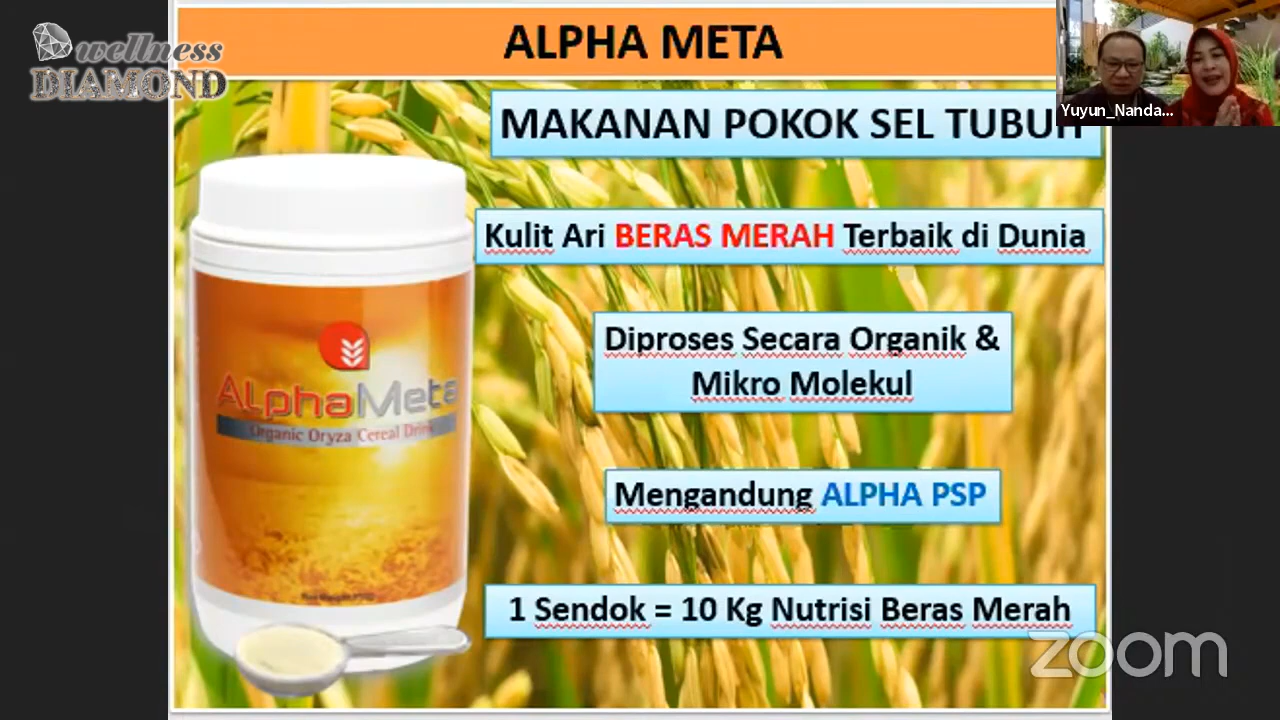 wellness
DIAMOND
ALPHA META
Yuyun_Nanda...
MAKANAN POKOK SEL TUBUH
Kulit Ari BERAS MERAH Terbaik di Dunia
Diproses Secara Organik &
Mikro Molekul
AlphaMeta
Organic Oryza Cereal Drink
Mengandung ALPHA PSP
1 Sendok = 10 Kg Nutrisi Beras Merah
zoom